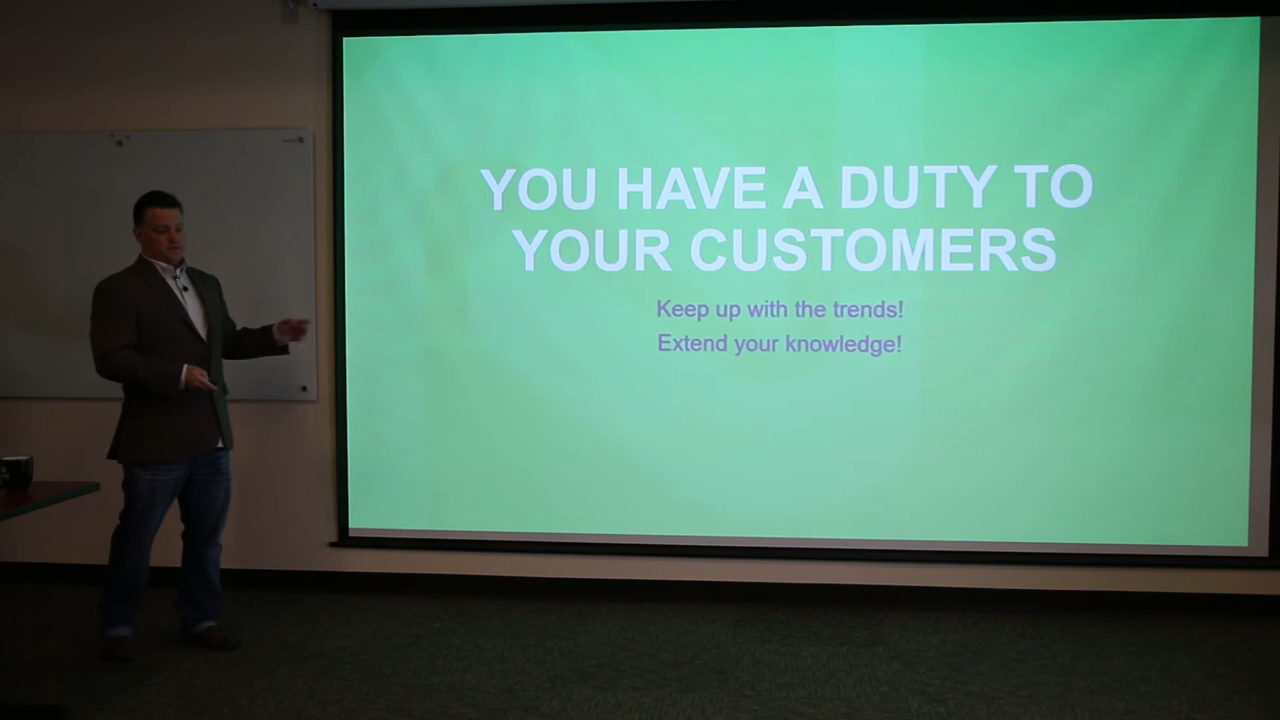 YOU HAVE A DUTY TO
YOUR CUSTOMERS
Keep up with the trends!
Extend your knowledge!